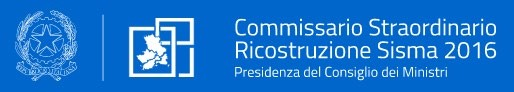 Commissario Straordinario
Ricostruzione Sisma 2016
Presidenza del Consiglio dei Ministri